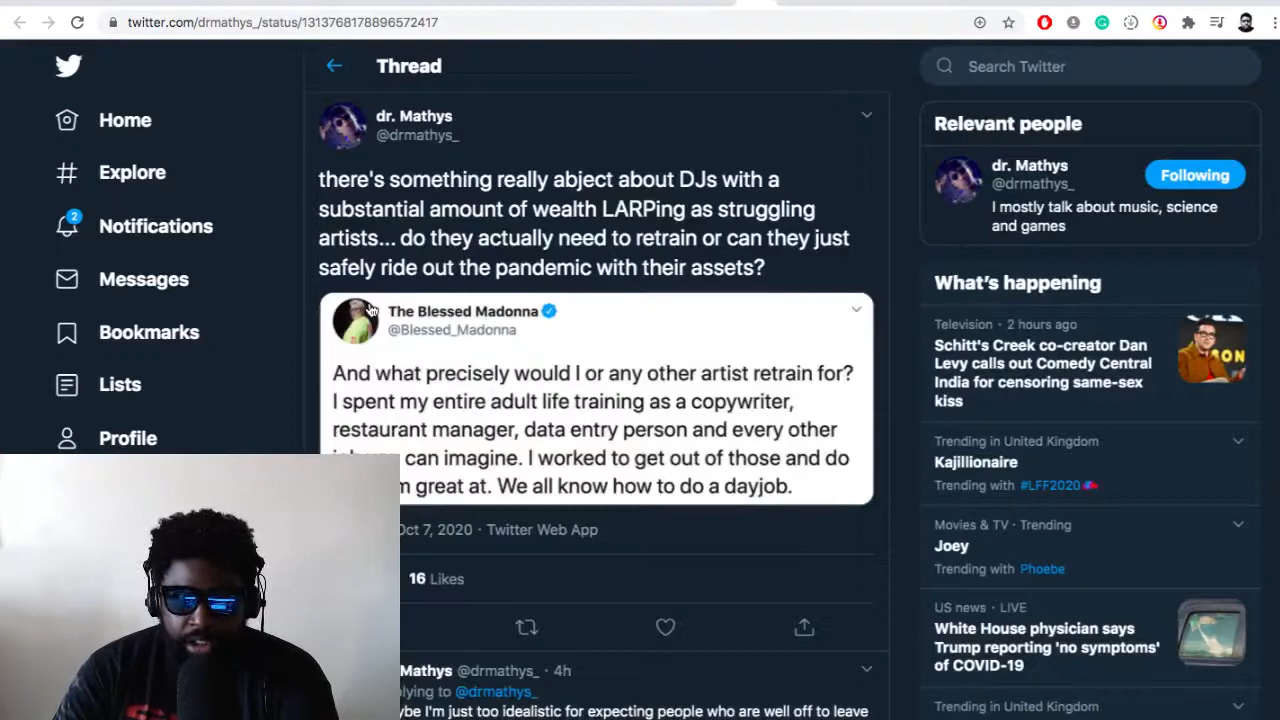 twitter.com/drmathys_/status/1313768178896572417
Home
Explore
2
Notifications
Messages
Bookmarks
Lists
Profile
Thread
dr. Mathys
@drmathys_
there's something really abject about DJs with a
substantial amount of wealth LARPing as struggling
artists... do they actually need to retrain or can they just
safely ride out the pandemic with their assets?
The Blessed Madonna
@Blessed_Madonna
And what precisely would I or any other artist retrain for?
I spent my entire adult life training as a copywriter,
restaurant manager, data entry person and every other
can imagine. I worked to get out of those and do
great at. We all know how to do a dayjob.
Oct 7, 2020 · Twitter Web App
16 Likes
Mathys @drmathys_ · 4h
@drmathys_
I'm just too idealistic for expecting people who are well off to leave
Search Twitter
Relevant people
dr. Mathys
@drmathys_
Following
I mostly talk about music, science
and games
What's happening
Television · 2 hours ago
Schitt's Creek co-creator Dan
Levy calls out Comedy Central
India for censoring same-sex
kiss
Trending in United Kingdom
Kajillionaire
Trending with #LFF2020
Movies & TV · Trending
Joey
Trending with Phoebe
US news · LIVE
White House physician says
Trump reporting 'no symptoms'
of COVID-19
Trending in United Kingdom